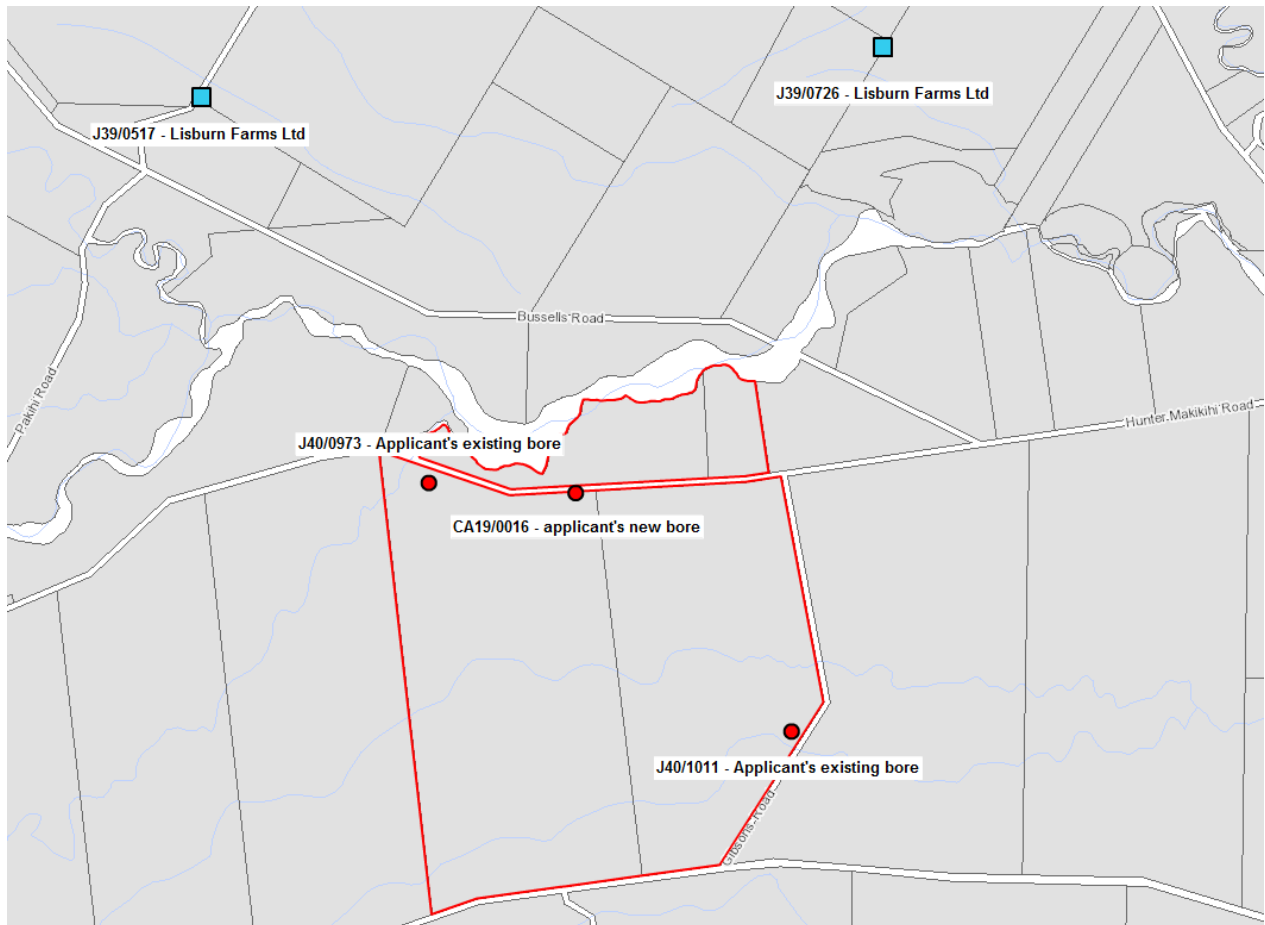 J39/0726 - Lisburn Farms Ltd
J39/0517 - Lisburn Farms Ltd
Bussells Road
Pakihi Road
Hunter Makikihi Road
J40/0973 - Applicant's existing bore
CA19/0016 - applicant's new bore
J40/1011 - Applicant's existing bore
Gibsons Road